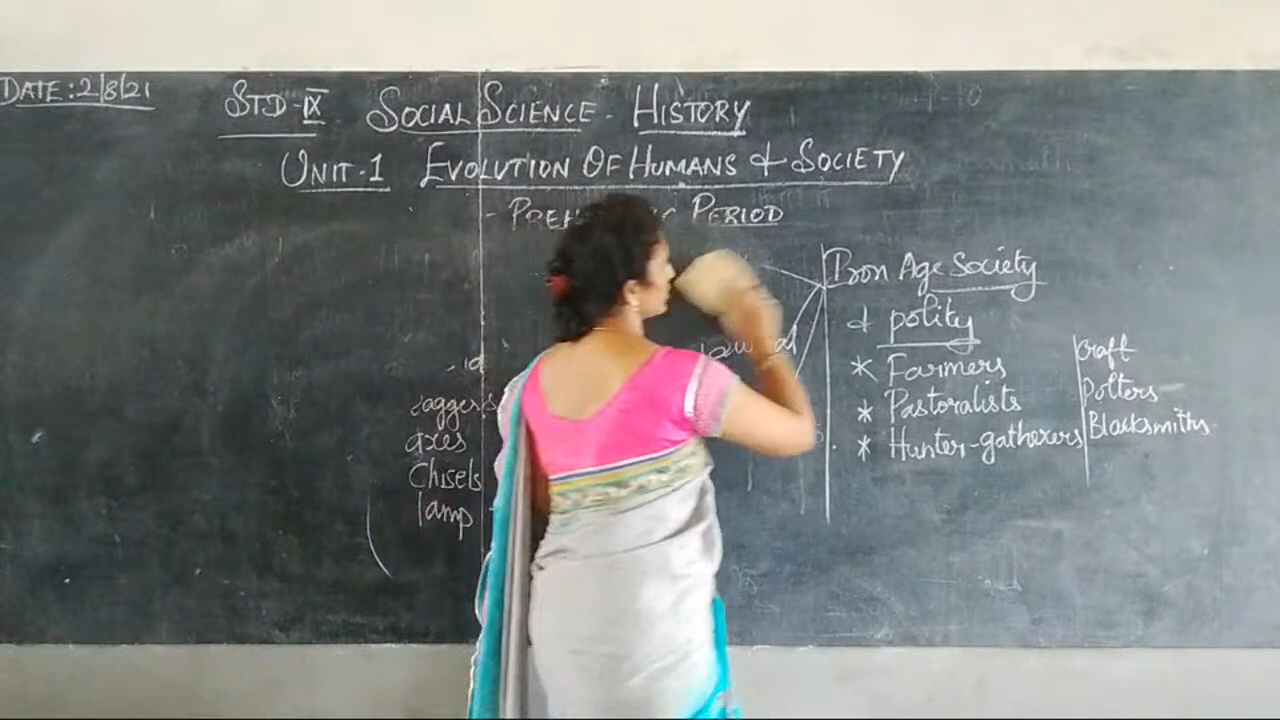 DATE: 2/8/21
STD-IX SOCIAL SCIENCE - HISTORY
UNIT-1 EVOLUTION OF HUMANS & SOCIETY
- PERIOD
Iron Age Society
& polity
* Farmers
* Pastoralists
* Hunter-gatherers
Craft
Potters
Blacksmiths
axes
Chisels
lamp